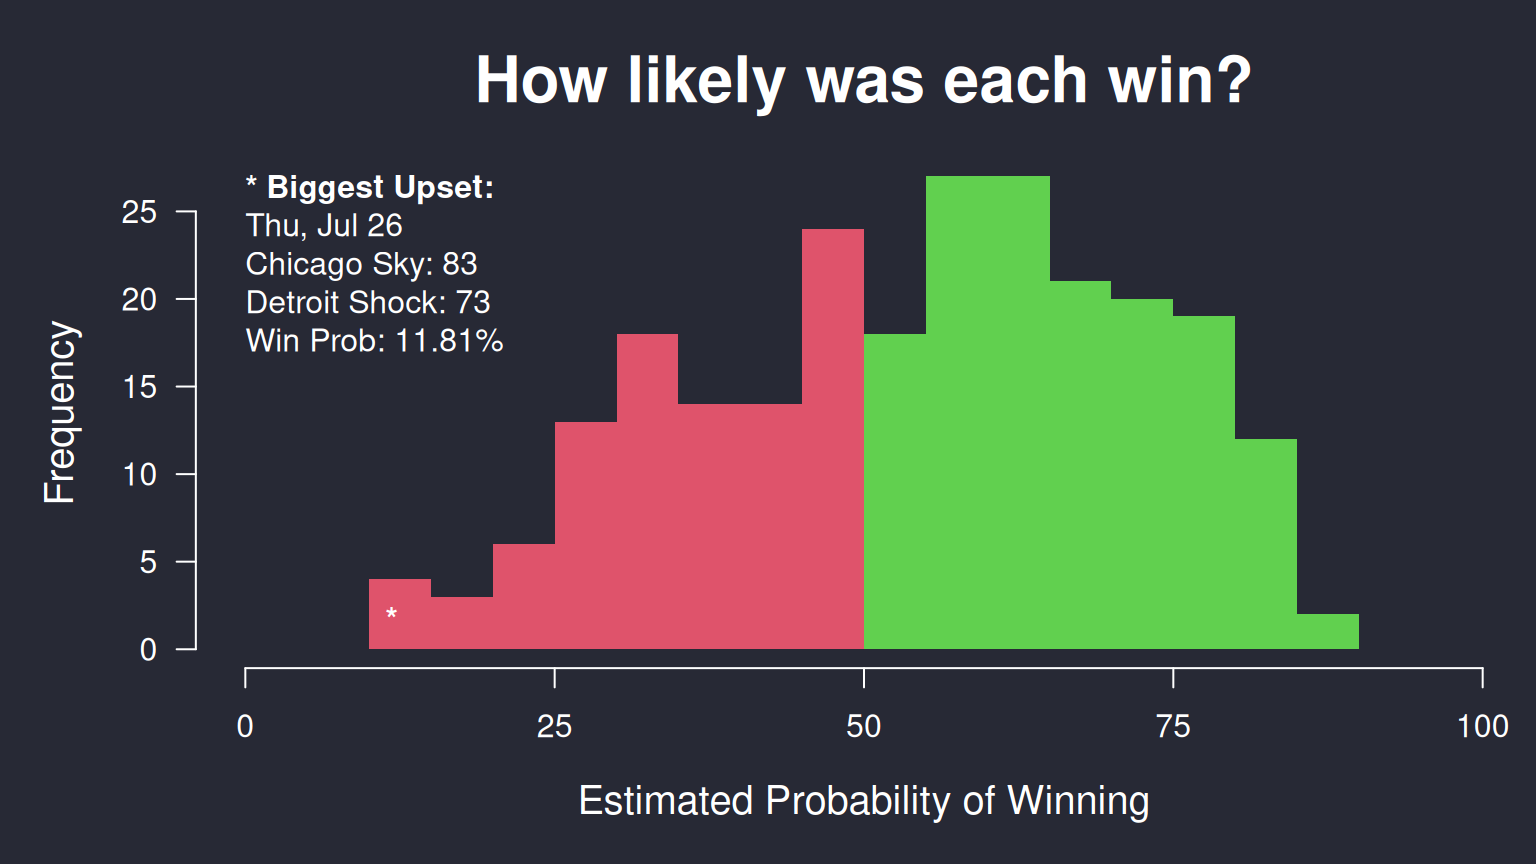 How likely was each win?
* Biggest Upset:
Thu, Jul 26
Chicago Sky: 83
Detroit Shock: 73
Win Prob: 11.81%
Frequency
25
20
15
10
5
0
*
0 25 50 75 100
Estimated Probability of Winning